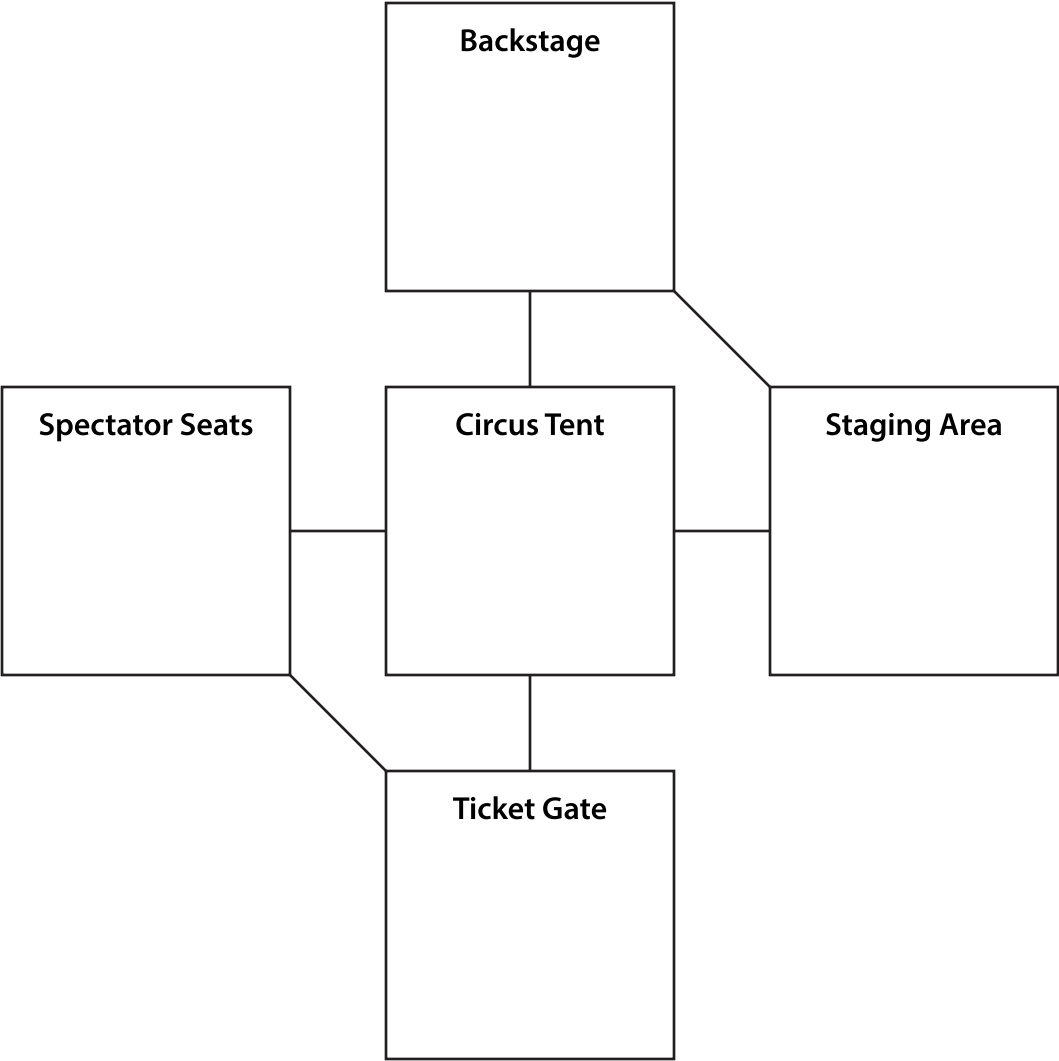 Backstage
Spectator Seats
Circus Tent
Staging Area
Ticket Gate